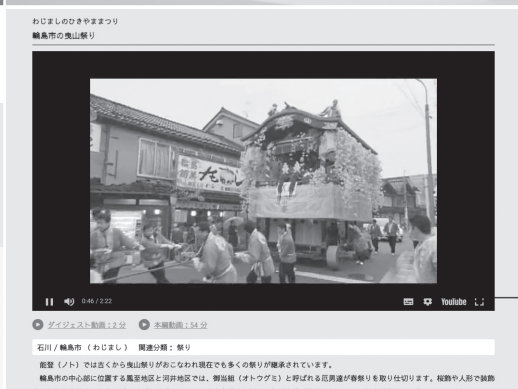 わじましのひきやままつり
輪島市の曳山祭り
0:46 / 2:22
YouTube
ダイジェスト動画：2 分
本編動画：54 分
石川 / 輪島市 （ わじまし ） 関連分類： 祭り
能登（ノト）では古くから曳山祭りがおこなわれ現在でも多くの祭りが継承されています。
輪島市の中心部に位置する鳳至地区と河井地区では、御当組（オトウグミ）と呼ばれる厄男達が春祭りを取り仕切ります。桜飾や人形で装飾